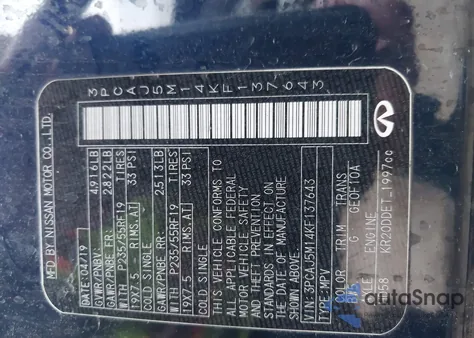 MFD BY NISSAN MOTOR CO., LTD.
DATE: 04/19
GVWR/PNBV: 4916LB
GAWR/PNBE FR: 2822LB
WITH P235/55RF19 TIRES
19X7.5 RIMS.AT 33 PSI
COLD SINGLE
GAWR/PNBE RR: 2513LB
WITH P235/55RF19 TIRES
19X7.5 RIMS.AT 33 PSI
COLD SINGLE
THIS VEHICLE CONFORMS TO
ALL APPLICABLE FEDERAL
MOTOR VEHICLE SAFETY
AND THEFT PREVENTION
STANDARDS IN EFFECT ON
THE DATE OF MANUFACTURE
SHOWN ABOVE.
VIN: 3PCAJ5M14KF137643
TYPE: MPV
COLOR TRIM TRANS
G GE0F10A
ENGINE
KR20DDET 1997cc
3PCAJ5M14KF137643
autoSnap